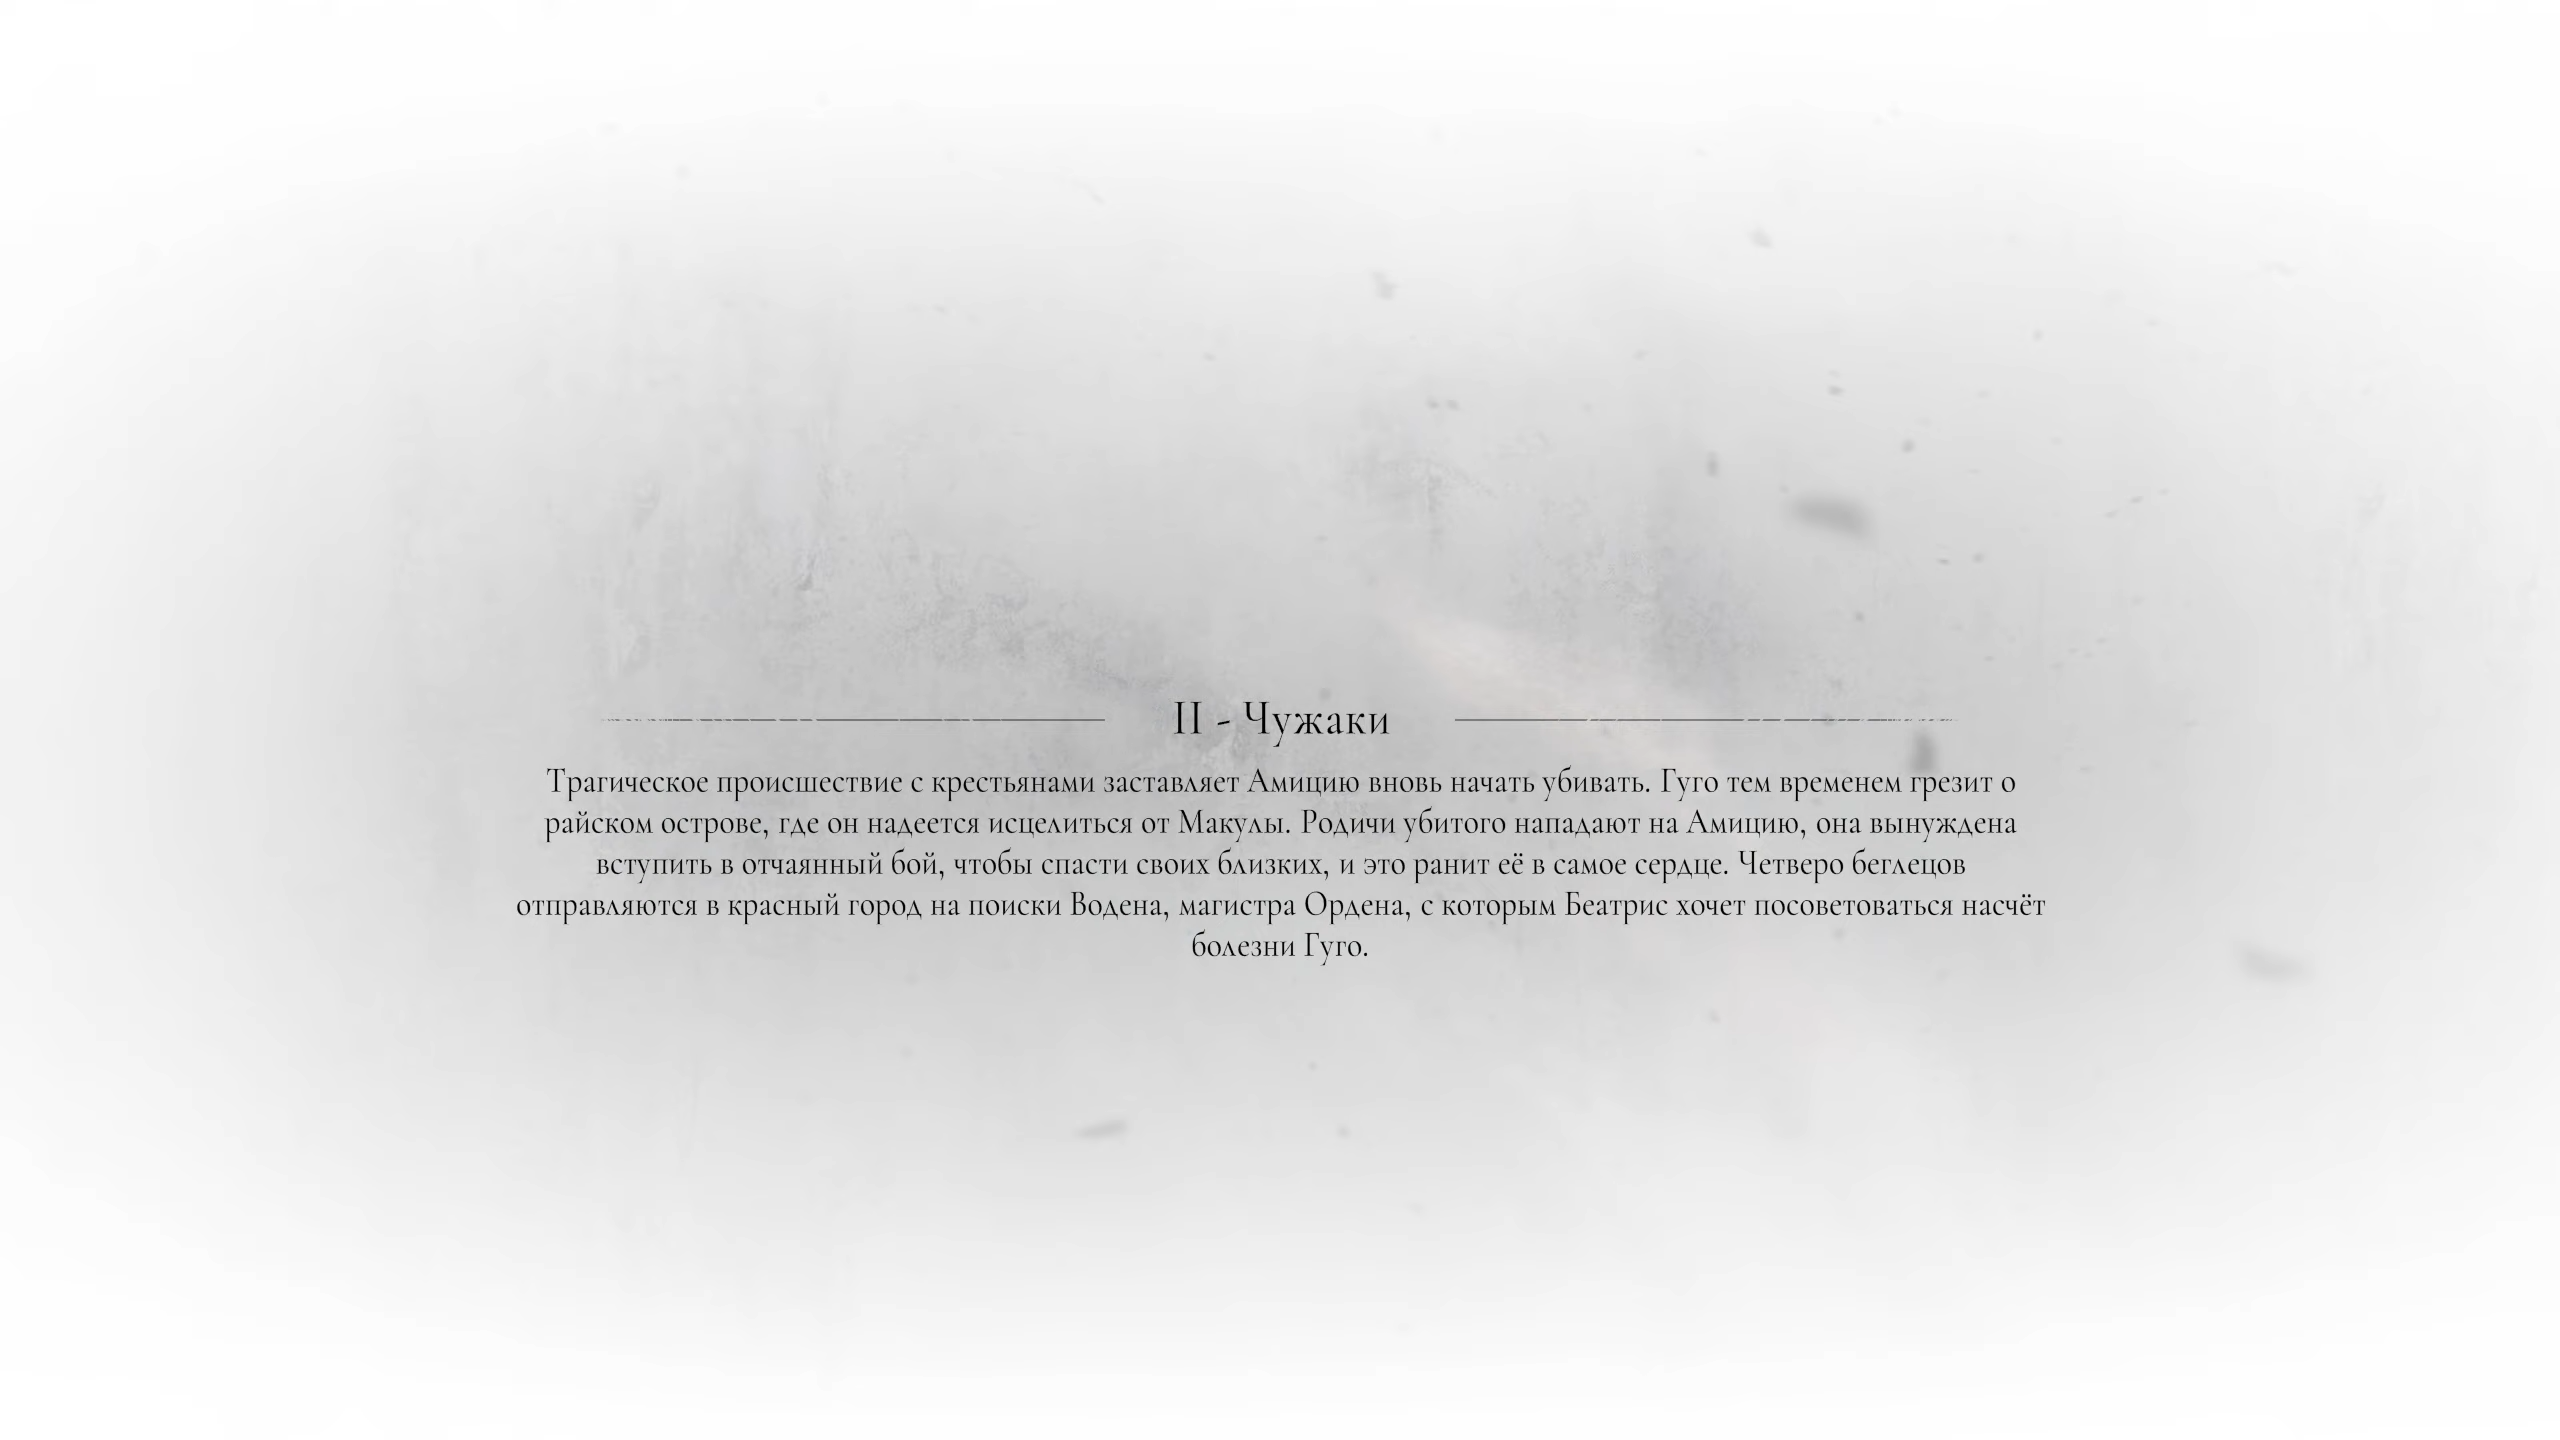 II - Чужаки
Трагическое происшествие с крестьянами заставляет Амицию вновь начать убивать. Гуго тем временем грезит о
райском острове, где он надеется исцелиться от Макулы. Родичи убитого нападают на Амицию, она вынуждена
вступить в отчаянный бой, чтобы спасти своих близких, и это ранит её в самое сердце. Четверо беглецов
отправляются в красный город на поиски Водена, магистра Ордена, с которым Беатрис хочет посоветоваться насчёт
болезни Гуго.